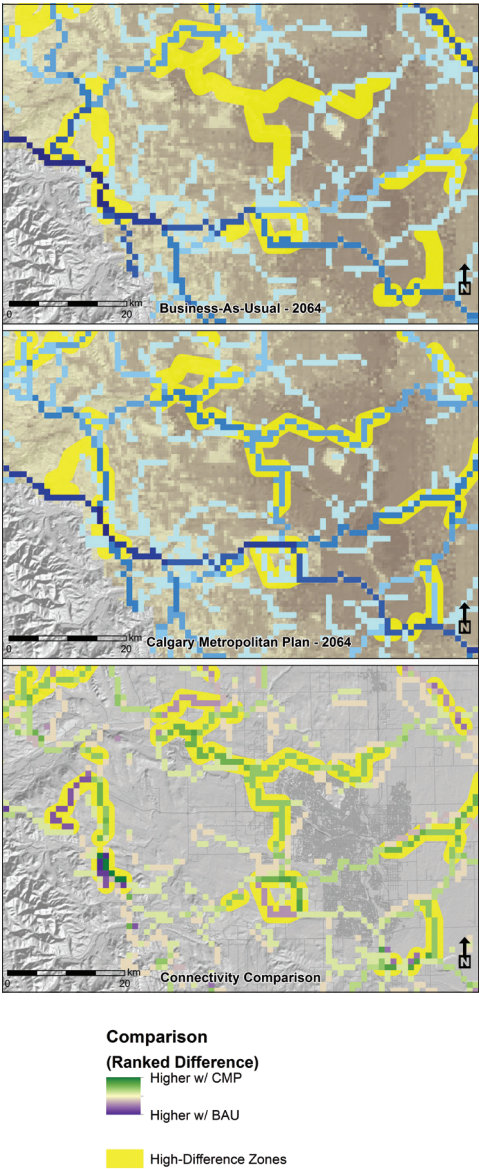 N
km
0
20
Business-As-Usual - 2064
N
km
0
20
Calgary Metropolitan Plan - 2064
N
km
0
20
Connectivity Comparison
Comparison
(Ranked Difference)
Higher w/ CMP
Higher w/ BAU
High-Difference Zones